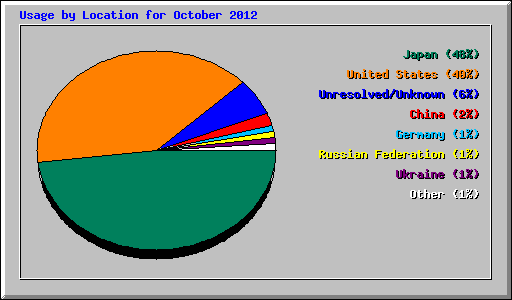 Usage by Location for October 2012
Japan (48%)
United States (40%)
Unresolved/Unknown (6%)
China (2%)
Germany (1%)
Russian Federation (1%)
Ukraine (1%)
Other (1%)